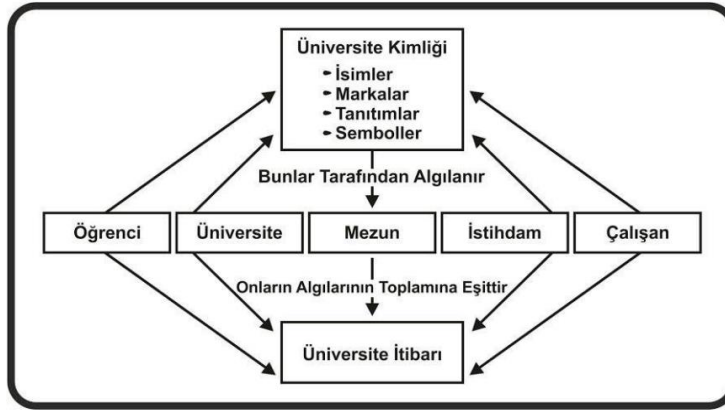 Üniversite Kimliği
İsimler
Markalar
Tanıtımlar
Semboller
Bunlar Tarafından Algılanır
Öğrenci
Üniversite
Mezun
İstihdam
Çalışan
Onların Algılarının Toplamına Eşittir
Üniversite İtibarı